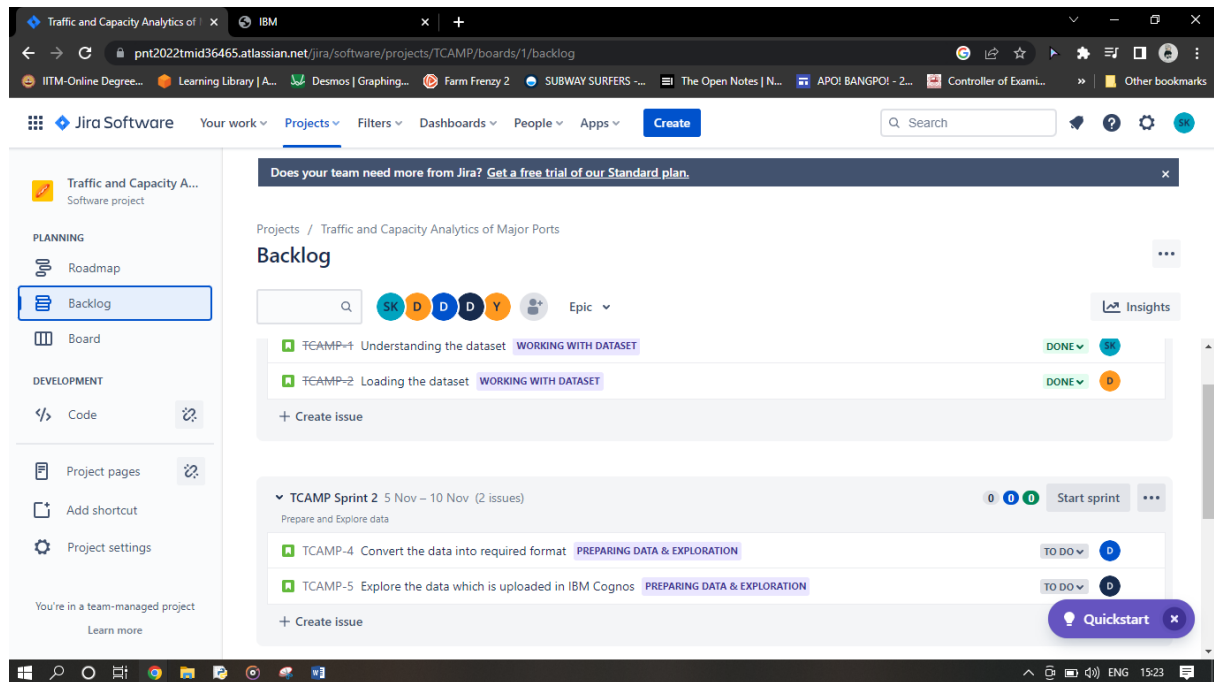 Traffic and Capacity Analytics of
IBM
pnt2022tmid36465.atlassian.net/jira/software/projects/TCAMP/boards/1/backlog
IITM-Online Degree... Learning Library | A... Desmos | Graphing... Farm Frenzy 2 SUBWAY SURFERS -... The Open Notes | N... APO! BANGPO! - 2... Controller of Exami... » Other bookmarks
Jira Software Your work Projects Filters Dashboards People Apps Create Search SK
Does your team need more from Jira? Get a free trial of our Standard plan.
Traffic and Capacity A...
Software project
PLANNING
Roadmap
Backlog
Board
DEVELOPMENT
Code
Project pages
Add shortcut
Project settings
You're in a team-managed project
Learn more
Projects / Traffic and Capacity Analytics of Major Ports
Backlog
SK D D D Y Epic Insights
TCAMP-1 Understanding the dataset WORKING WITH DATASET DONE SK
TCAMP-2 Loading the dataset WORKING WITH DATASET DONE D
+ Create issue
TCAMP Sprint 2 5 Nov – 10 Nov (2 issues) 0 0 0 Start sprint
Prepare and Explore data
TCAMP-4 Convert the data into required format PREPARING DATA & EXPLORATION TO DO D
TCAMP-5 Explore the data which is uploaded in IBM Cognos PREPARING DATA & EXPLORATION TO DO D
+ Create issue
Quickstart
ENG 15:23